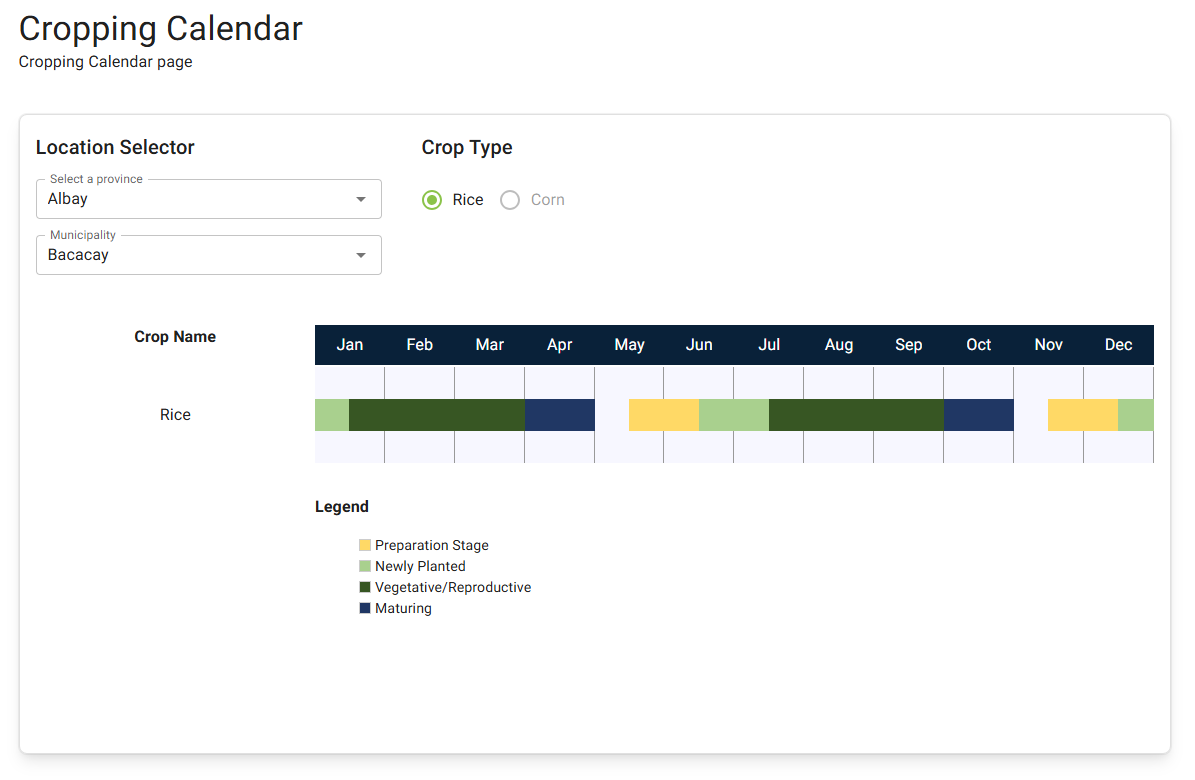 Cropping Calendar
Cropping Calendar page
Location Selector
Select a province
Albay
Municipality
Bacacay
Crop Type
Rice Corn
Crop Name Jan Feb Mar Apr May Jun Jul Aug Sep Oct Nov Dec
Rice
Legend
Preparation Stage
Newly Planted
Vegetative/Reproductive
Maturing